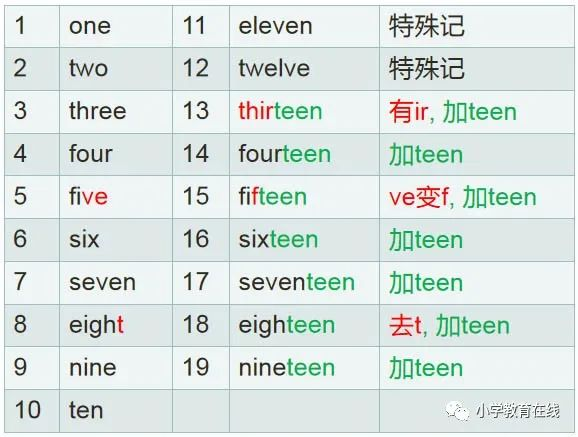 1 one 11 eleven 特殊记
2 two 12 twelve 特殊记
3 three 13 thirteen 有ir, 加teen
4 four 14 fourteen 加teen
5 five 15 fifteen ve变f, 加teen
6 six 16 sixteen 加teen
7 seven 17 seventeen 加teen
8 eight 18 eighteen 去t, 加teen
9 nine 19 nineteen 加teen
10 ten
小学教育在线